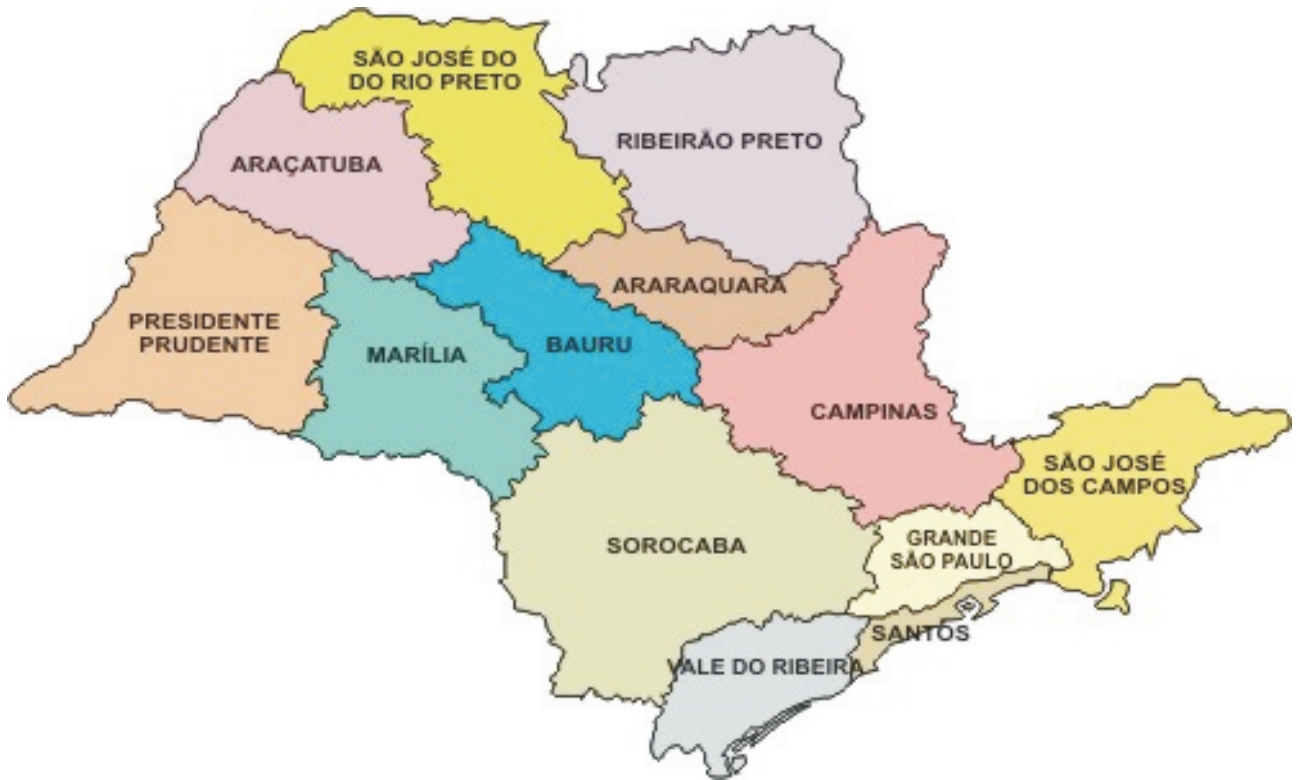 SÃO JOSÉ DO
DO RIO PRETO
RIBEIRÃO PRETO
ARAÇATUBA
ARARAQUARA
PRESIDENTE
PRUDENTE
MARÍLIA
BAURU
CAMPINAS
SÃO JOSÉ
DOS CAMPOS
SOROCABA
GRANDE
SÃO PAULO
SANTOS
VALE DO RIBEIRA